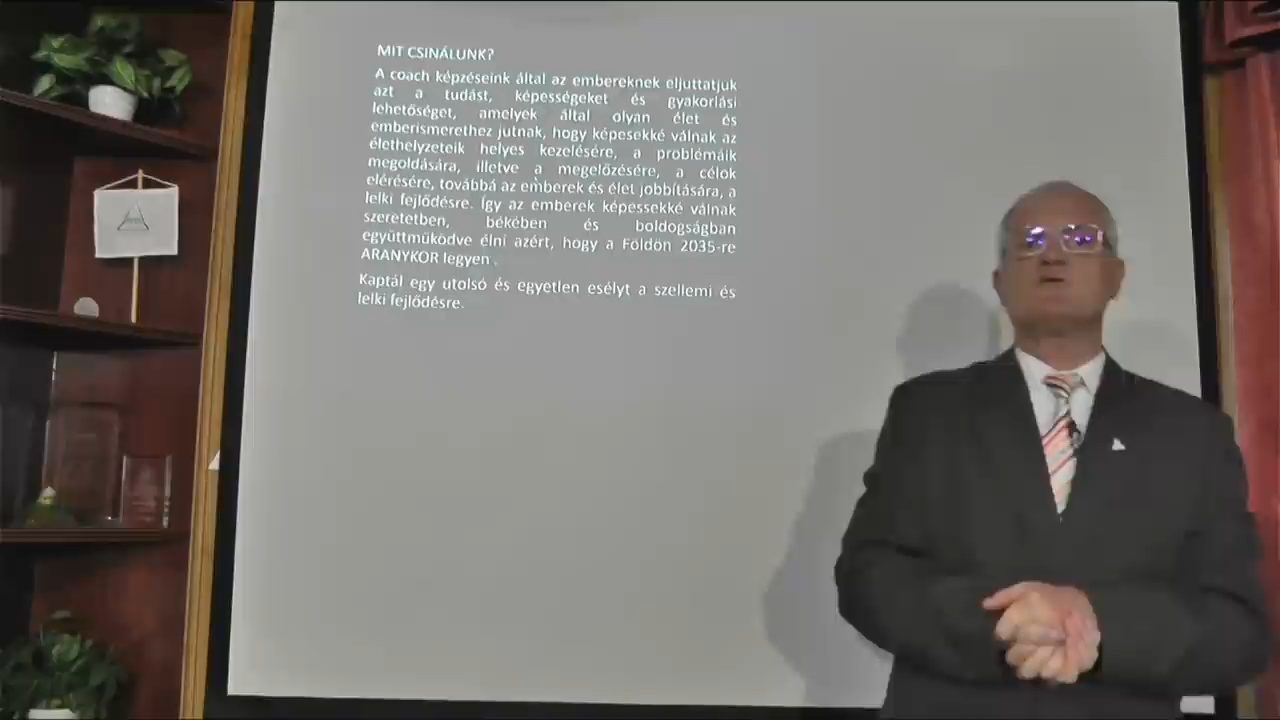 MIT CSINÁLUNK?
A coach képzéseink által az embereknek eljuttatjuk
azt a tudást, képességeket és gyakorlási
lehetőséget, amelyek által olyan élet és
emberismerethez jutnak, hogy képesekké válnak az
élethelyzeteik helyes kezelésére, a problémáik
megoldására, illetve a megelőzésére, a célok
elérésére, továbbá az emberek és élet jobbítására, a
lelki fejlődésre. Így az emberek képessekké válnak
szeretetben, békében és boldogságban
együttműködve élni azért, hogy a Földön 2035-re
ARANYKOR legyen .
Kaptál egy utolsó és egyetlen esélyt a szellemi és
lelki fejlődésre.